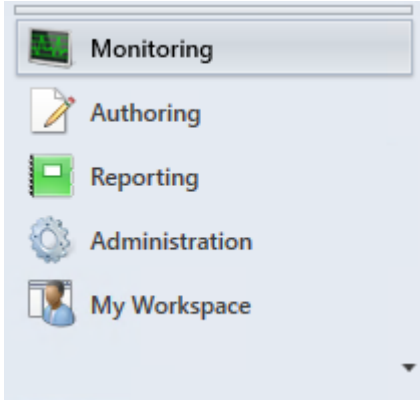 Monitoring
Authoring
Reporting
Administration
My Workspace